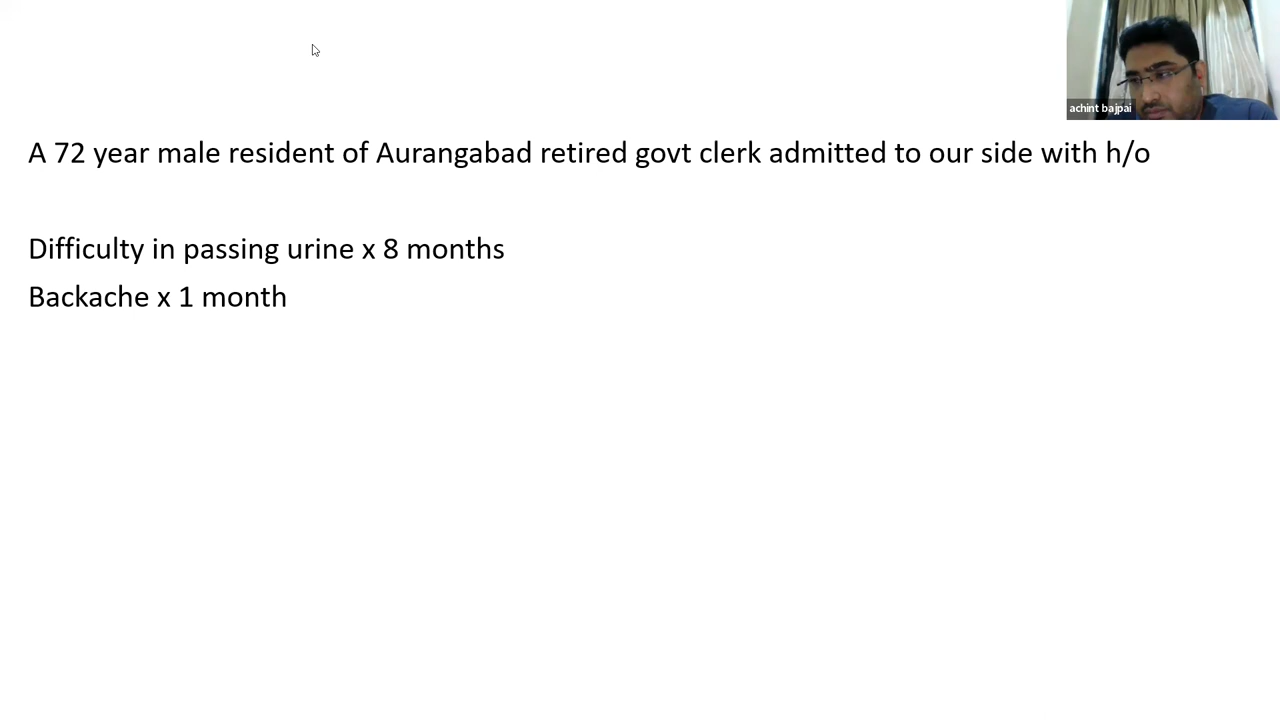 achint bajpai
A 72 year male resident of Aurangabad retired govt clerk admitted to our side with h/o
Difficulty in passing urine x 8 months
Backache x 1 month